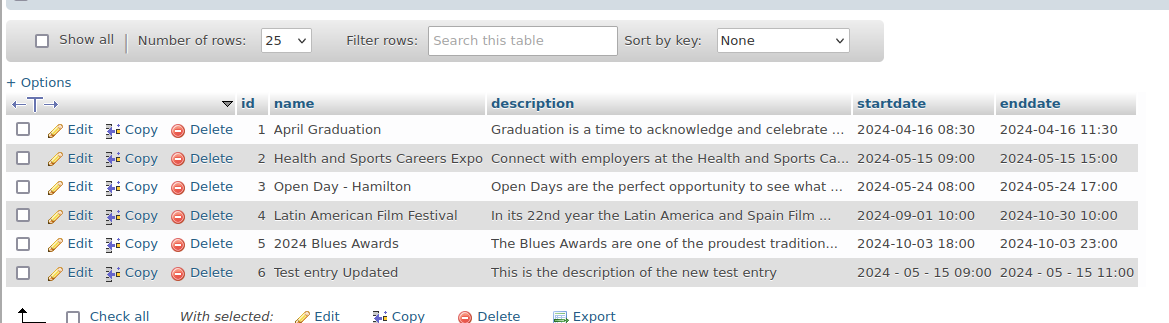 Show all | Number of rows: 25 Filter rows: Search this table Sort by key: None
+ Options
←T→ id name description startdate enddate
Edit Copy Delete 1 April Graduation Graduation is a time to acknowledge and celebrate ... 2024-04-16 08:30 2024-04-16 11:30
Edit Copy Delete 2 Health and Sports Careers Expo Connect with employers at the Health and Sports Ca... 2024-05-15 09:00 2024-05-15 15:00
Edit Copy Delete 3 Open Day - Hamilton Open Days are the perfect opportunity to see what ... 2024-05-24 08:00 2024-05-24 17:00
Edit Copy Delete 4 Latin American Film Festival In its 22nd year the Latin America and Spain Film ... 2024-09-01 10:00 2024-10-30 10:00
Edit Copy Delete 5 2024 Blues Awards The Blues Awards are one of the proudest tradition... 2024-10-03 18:00 2024-10-03 23:00
Edit Copy Delete 6 Test entry Updated This is the description of the new test entry 2024 - 05 - 15 09:00 2024 - 05 - 15 11:00
Check all With selected: Edit Copy Delete Export